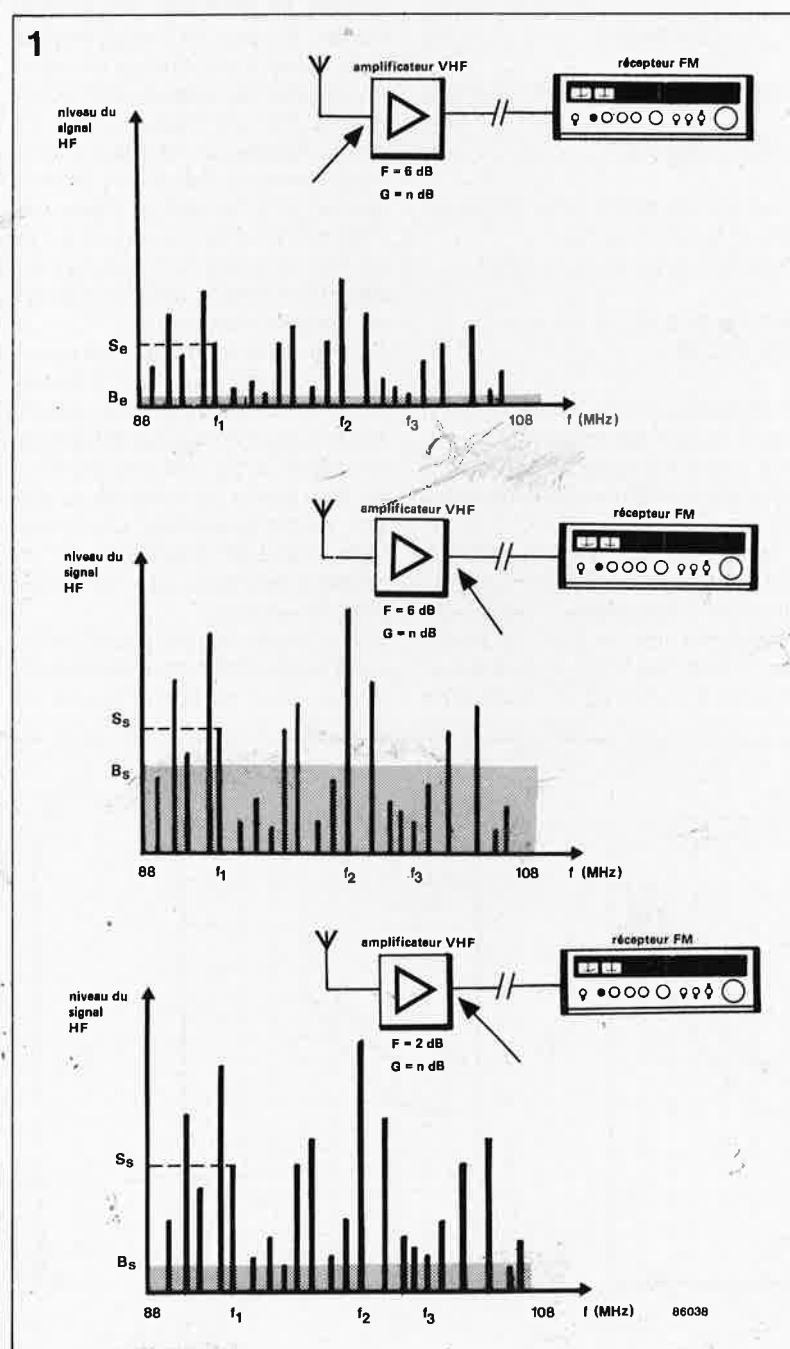 1
amplificateur VHF
récepteur FM
niveau du
signal
HF
F = 6 dB
G = n dB
Se
Be
88 f1 f2 f3 108 f (MHz)
amplificateur VHF
récepteur FM
niveau du
signal
HF
F = 6 dB
G = n dB
Ss
Bs
88 f1 f2 f3 108 f (MHz)
amplificateur VHF
récepteur FM
niveau du
signal
HF
F = 2 dB
G = n dB
Ss
Bs
88 f1 f2 f3 108 f (MHz) 86038